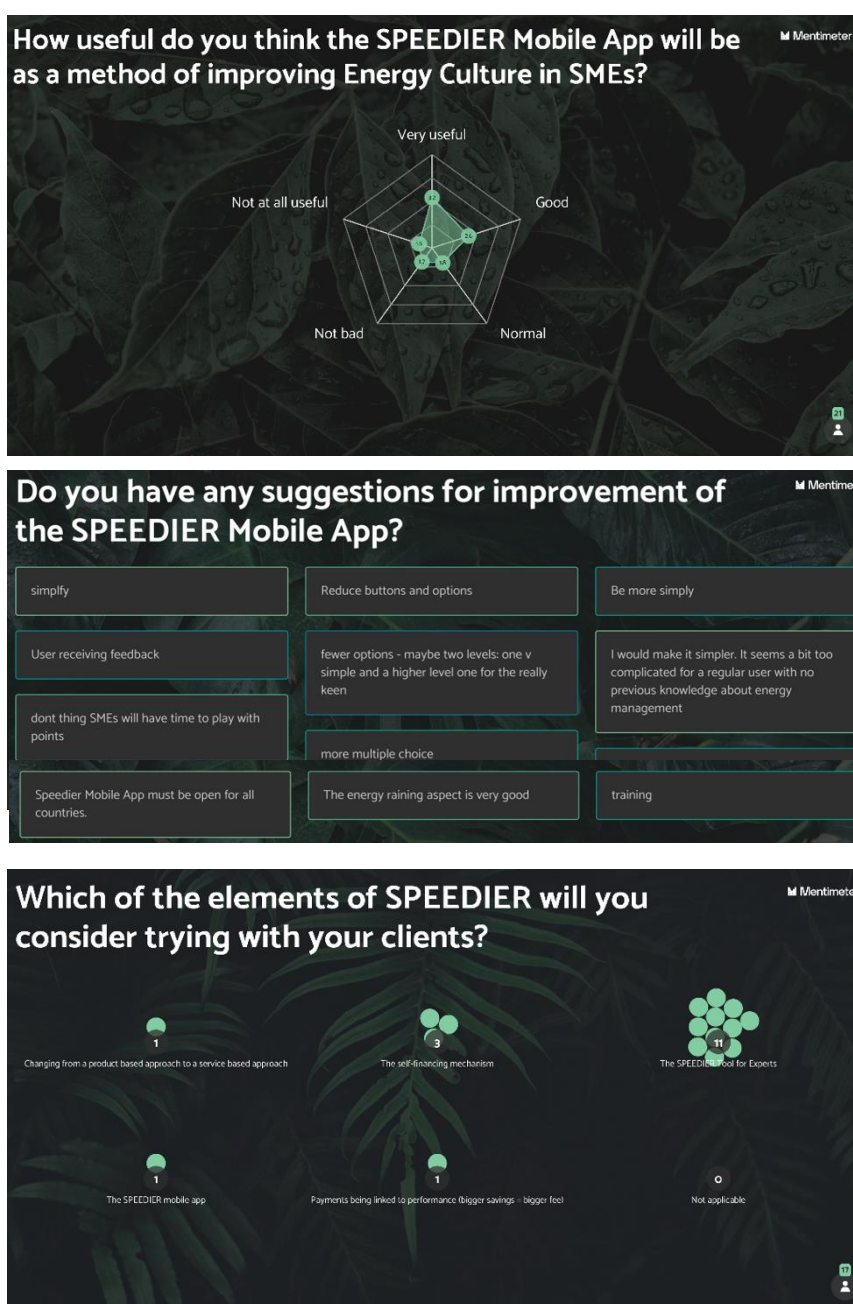 How useful do you think the SPEEDIER Mobile App will be
as a method of improving Energy Culture in SMEs?
Mentimeter
Very useful
Not at all useful
Good
Not bad
Normal
21
Do you have any suggestions for improvement of
the SPEEDIER Mobile App?
Mentime
simplfy
Reduce buttons and options
Be more simply
User receiving feedback
fewer options - maybe two levels: one v
simple and a higher level one for the really
keen
I would make it simpler. It seems a bit too
complicated for a regular user with no
previous knowledge about energy
management
dont thing SMEs will have time to play with
points
more multiple choice
Speedier Mobile App must be open for all
countries.
The energy raining aspect is very good
training
Which of the elements of SPEEDIER will you
consider trying with your clients?
Mentimete
1
Changing from a product based approach to a service based approach
3
The self-financing mechanism
11
The SPEEDIER Tool for Experts
1
The SPEEDIER mobile app
1
Payments being linked to performance (bigger savings = bigger fee)
0
Not applicable
17